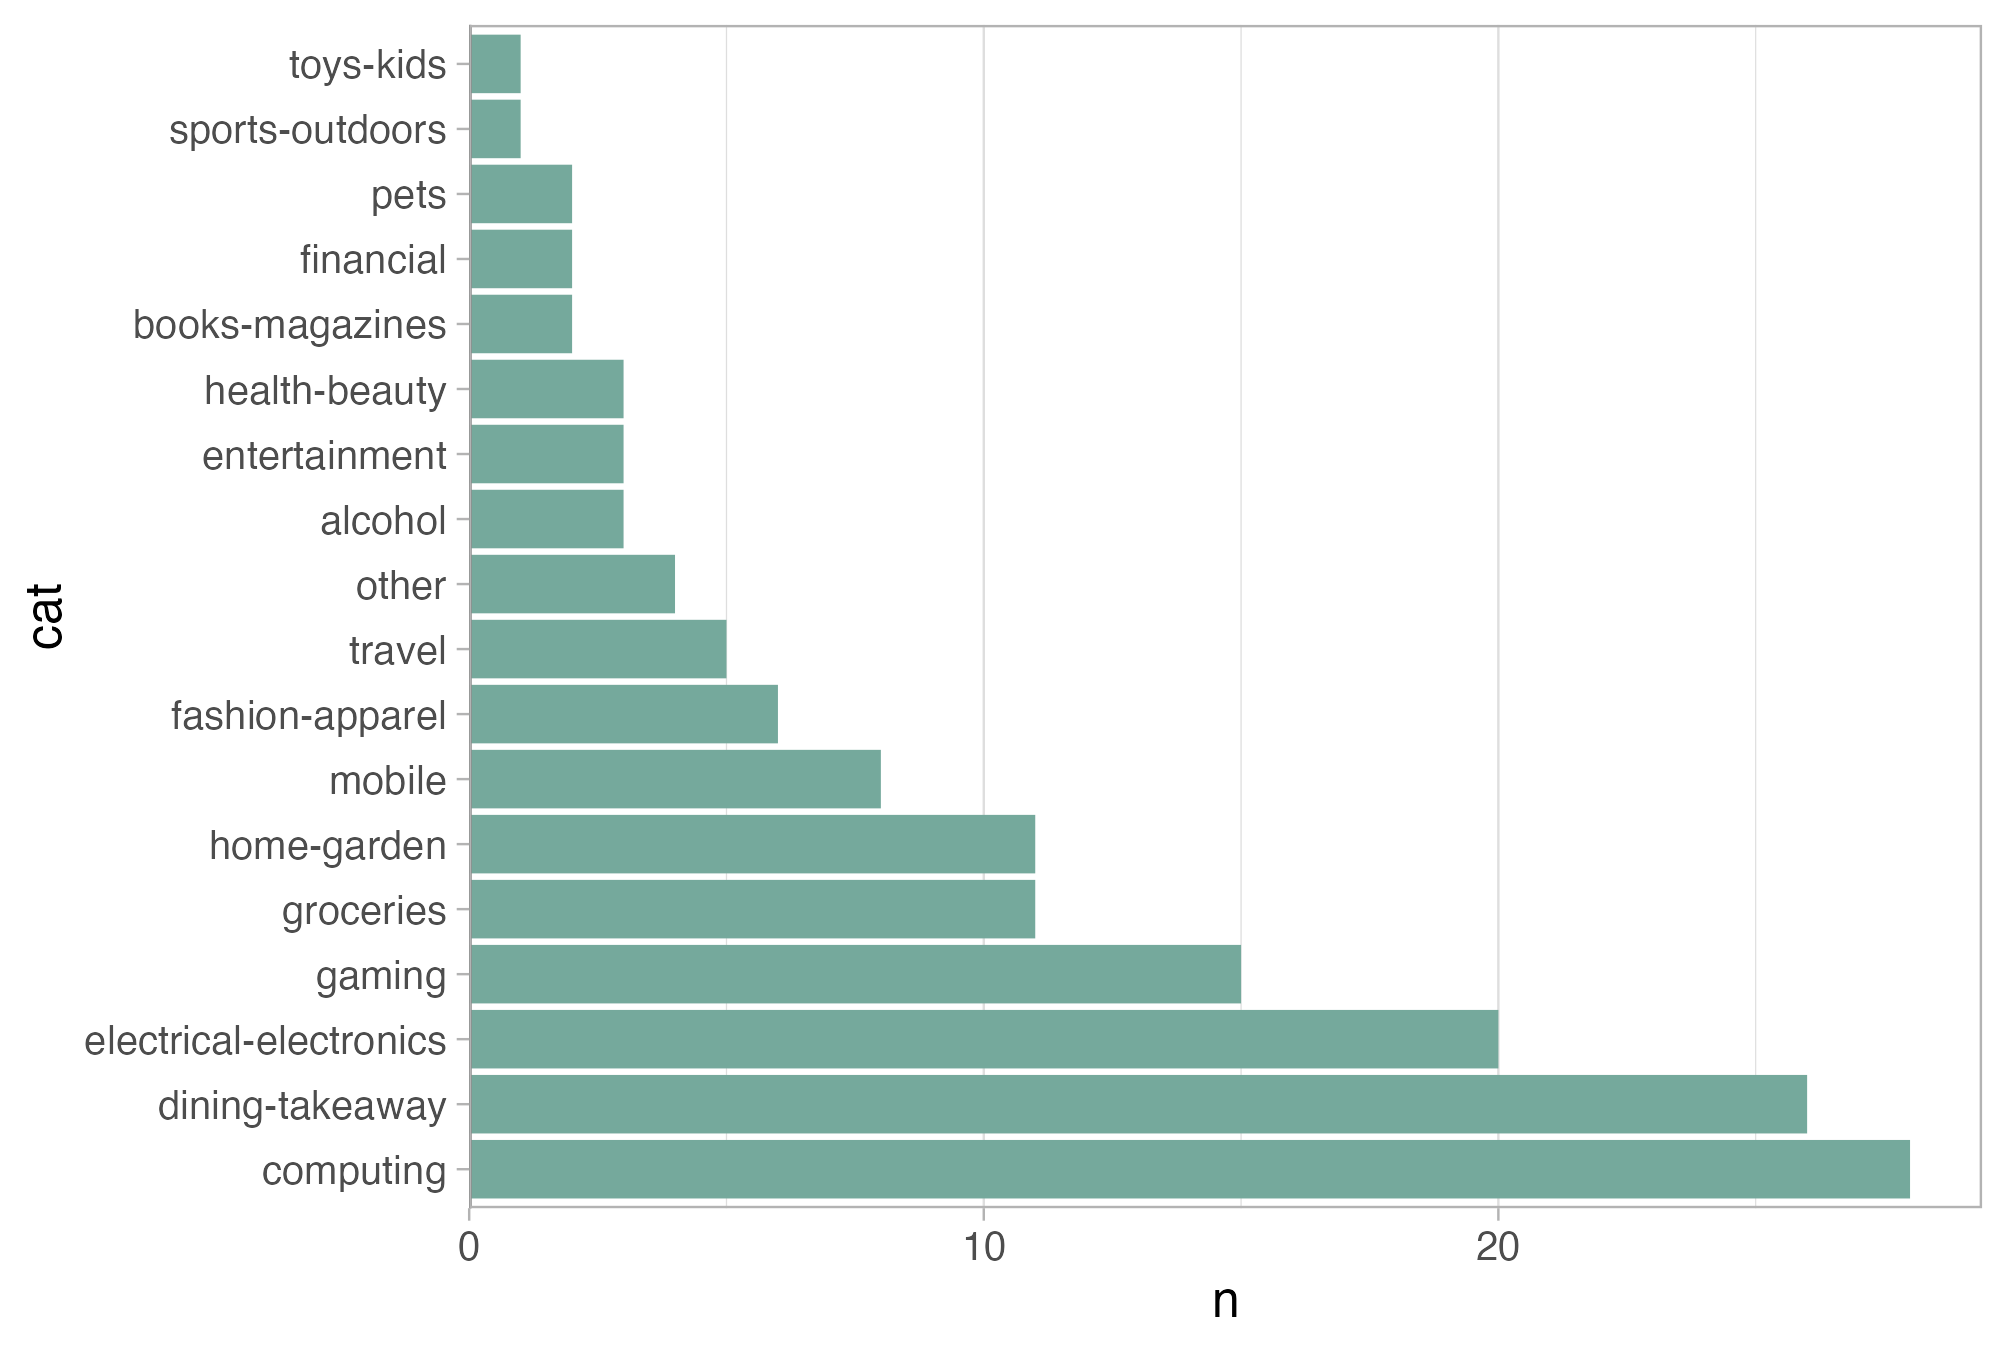 toys-kids
sports-outdoors
pets
financial
books-magazines
health-beauty
entertainment
alcohol
other
travel
fashion-apparel
mobile
home-garden
groceries
gaming
electrical-electronics
dining-takeaway
computing
cat
0 10 20
n